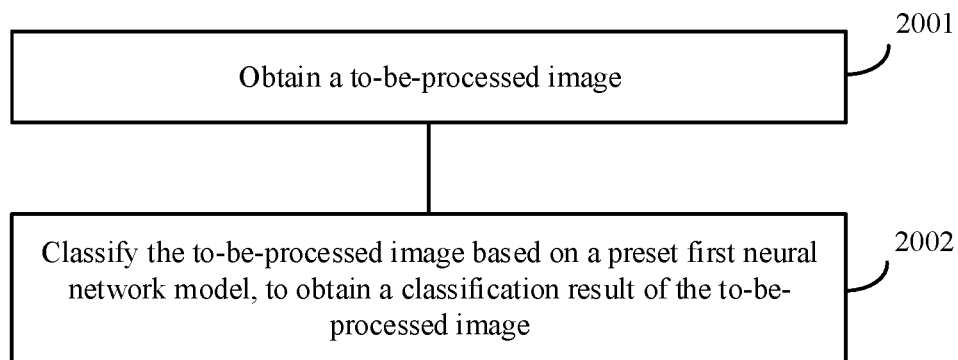 2001
Obtain a to-be-processed image
2002
Classify the to-be-processed image based on a preset first neural
network model, to obtain a classification result of the to-be-
processed image